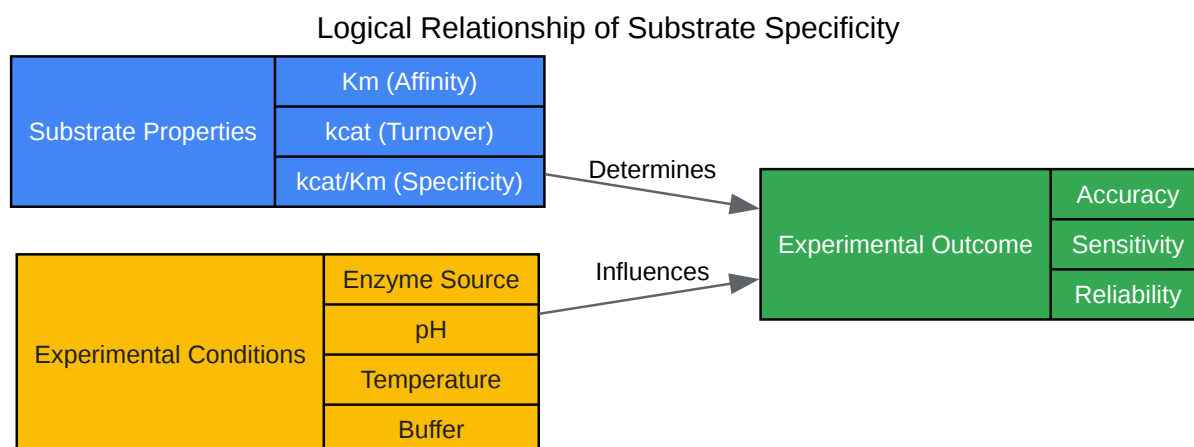 Logical Relationship of Substrate Specificity
Substrate Properties
Km (Affinity)
kcat (Turnover)
kcat/Km (Specificity)
Determines
Experimental Conditions
Enzyme Source
pH
Temperature
Buffer
Influences
Experimental Outcome
Accuracy
Sensitivity
Reliability